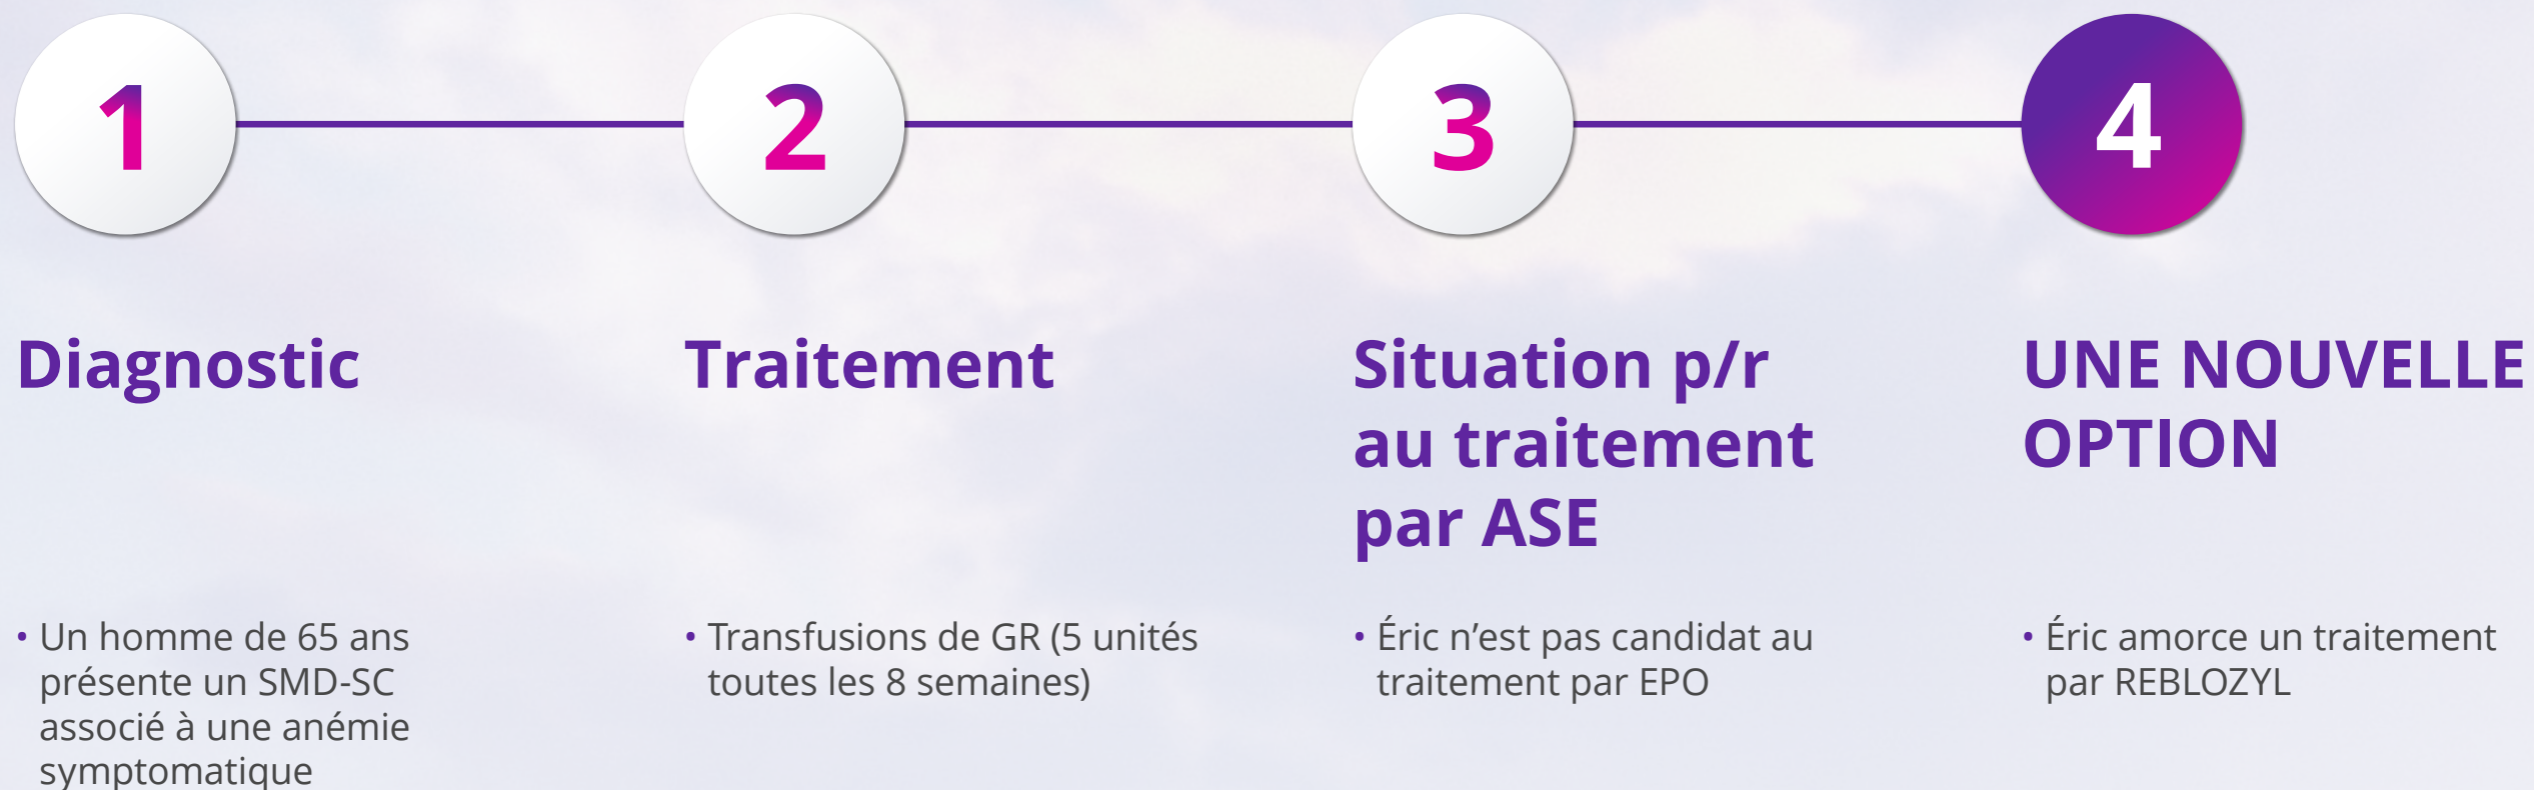 1
2
3
4
Diagnostic
• Un homme de 65 ans
présente un SMD-SC
associé à une anémie
symptomatique
Traitement
• Transfusions de GR (5 unités
toutes les 8 semaines)
Situation p/r
au traitement
par ASE
• Éric n’est pas candidat au
traitement par EPO
UNE NOUVELLE
OPTION
• Éric amorce un traitement
par REBLOZYL